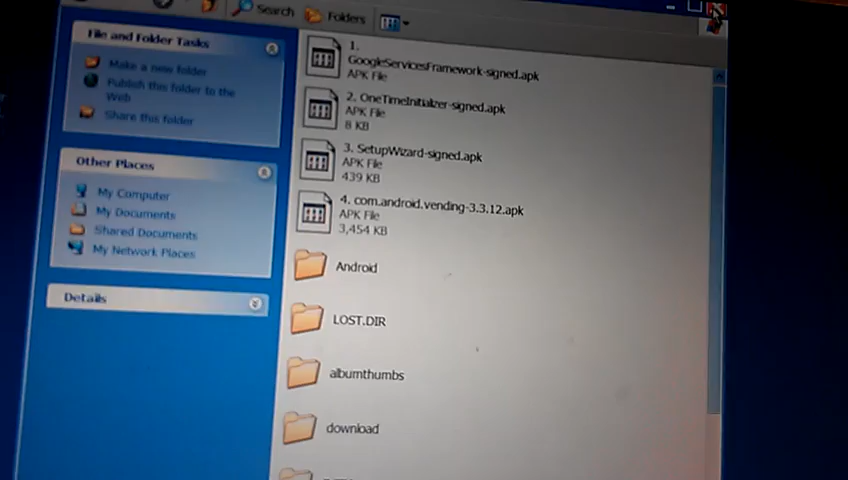 Search
Folders
File and Folder Tasks
Make a new folder
Publish this folder to the
Web
Share this folder
Other Places
My Computer
My Documents
Shared Documents
My Network Places
Details
1.
GoogleServicesFramework-signed.apk
APK File
2. OneTimeInitializer-signed.apk
APK File
8 KB
3. SetupWizard-signed.apk
APK File
439 KB
4. com.android.vending-3.3.12.apk
APK File
3,454 KB
Android
LOST.DIR
albumthumbs
download